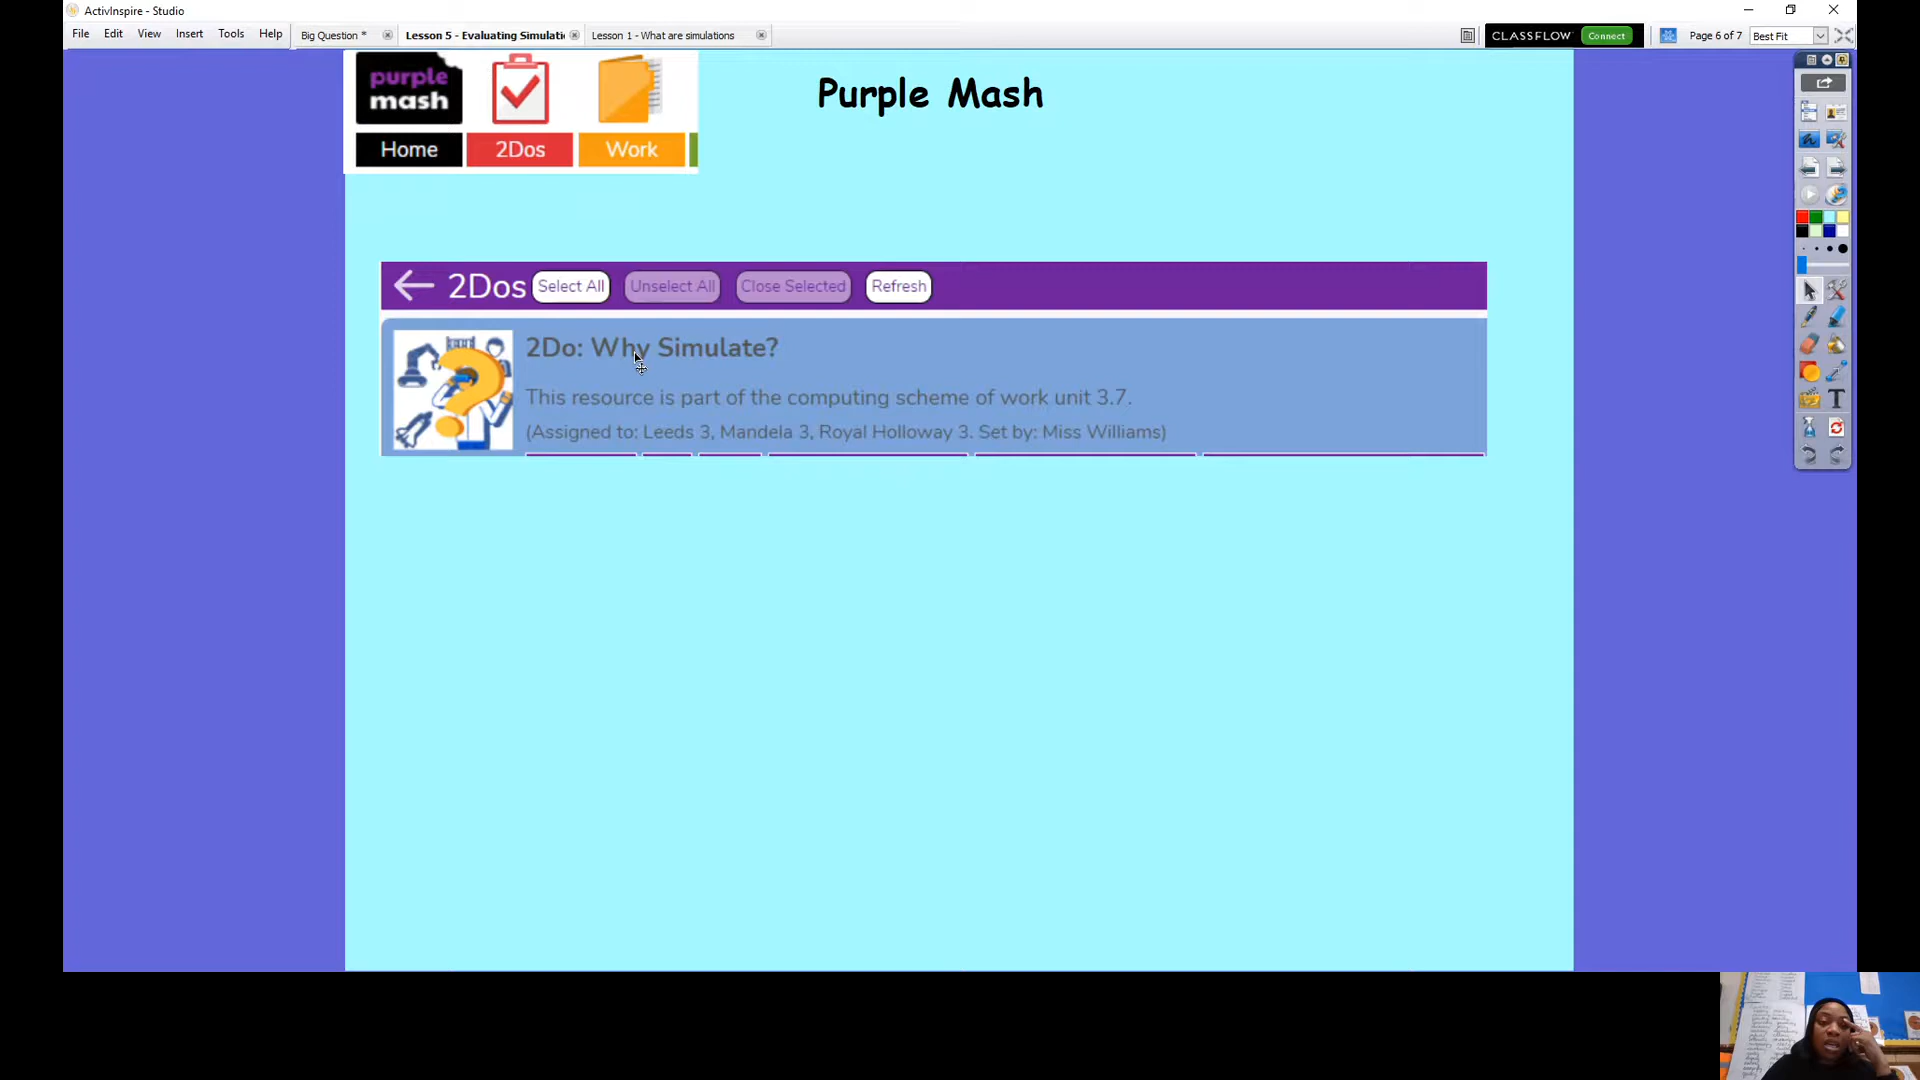 ActivInspire - Studio
File Edit View Insert Tools Help
Big Question *
Lesson 5 - Evaluating Simulati
Lesson 1 - What are simulations
CLASSFLOW Connect
Page 6 of 7
Best Fit
purple mash
Home 2Dos Work
Purple Mash
2Dos Select All Unselect All Close Selected Refresh
2Do: Why Simulate?
This resource is part of the computing scheme of work unit 3.7.
(Assigned to: Leeds 3, Mandela 3, Royal Holloway 3. Set by: Miss Williams)
T